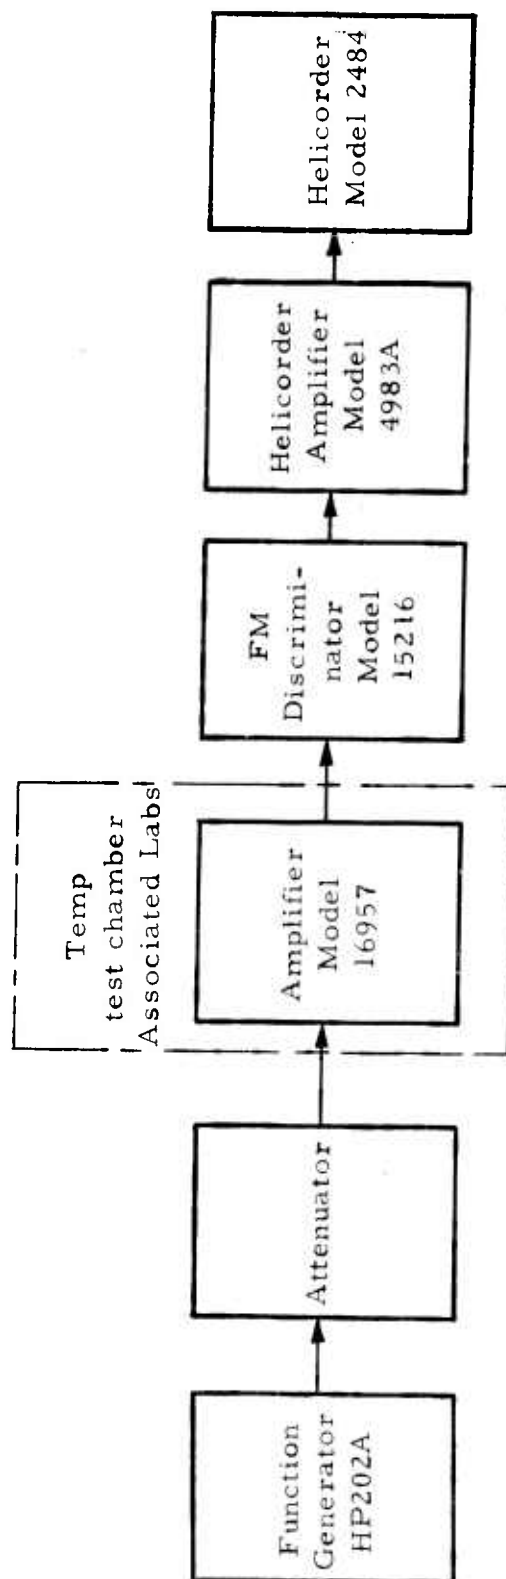 Function
Generator
HP202A
Attenuator
Temp
test chamber
Associated Labs
Amplifier
Model
16957
FM
Discrimi-
nator
Model
15216
Helicorder
Amplifier
Model
4983A
Helicorder
Model 2484